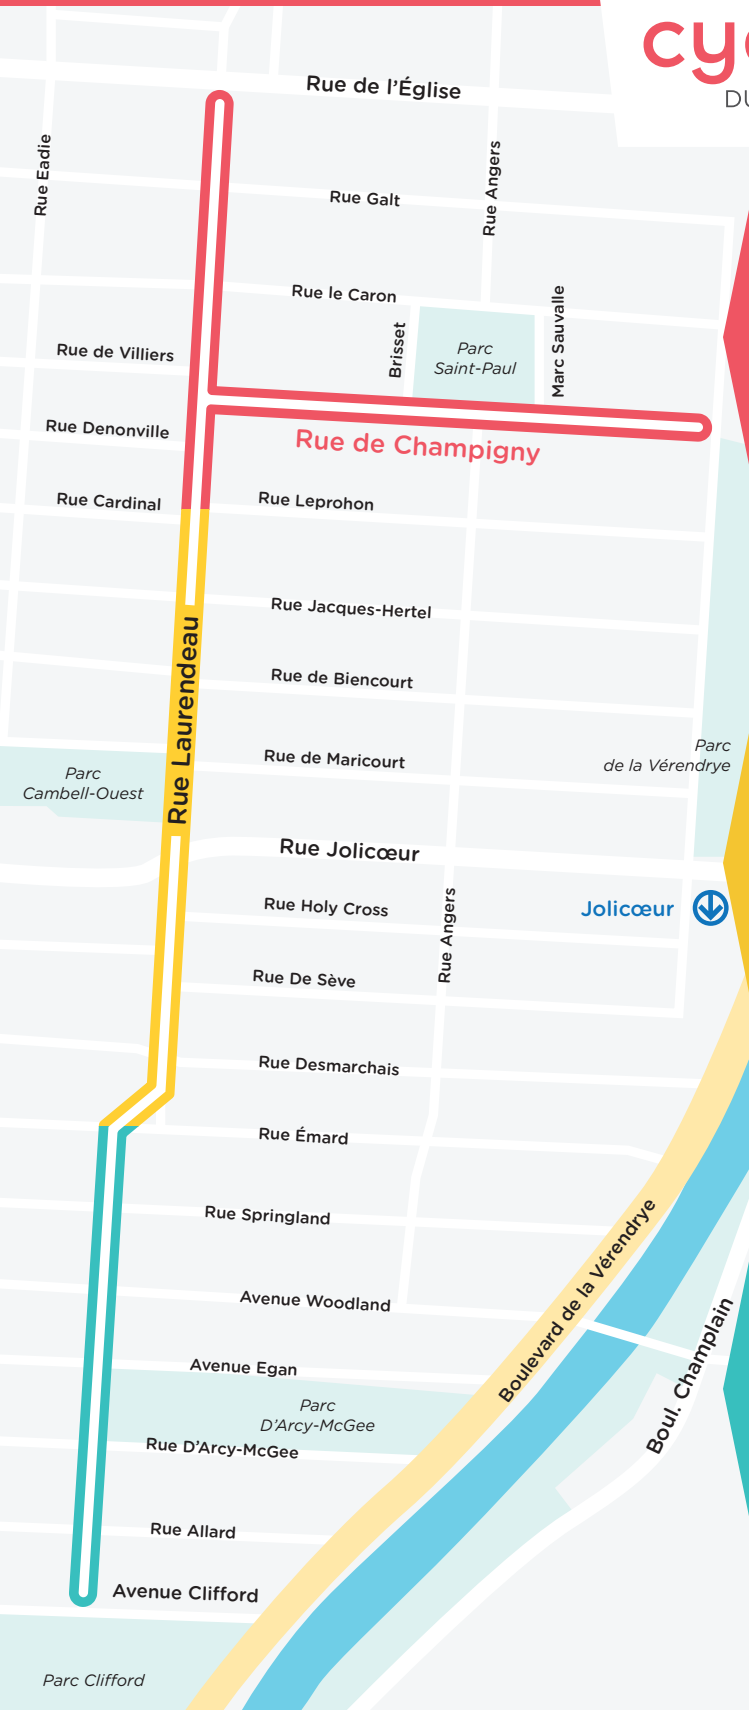 cyc
DU
Rue de l'Église
Rue Eadie
Rue Angers
Rue Galt
Rue le Caron
Marc Sauvalle
Brisset
Parc
Saint-Paul
Rue de Villiers
Rue Denonville
Rue de Champigny
Rue Cardinal
Rue Leprohon
Rue Jacques-Hertel
Rue Laurendeau
Rue de Biencourt
Rue de Maricourt
Parc
de la Vérendrye
Parc
Cambell-Ouest
Rue Jolicœur
Rue Holy Cross
Jolicœur
Rue Angers
Rue De Sève
Rue Desmarchais
Rue Émard
Rue Springland
Boulevard de la Vérendrye
Avenue Woodland
Boul. Champlain
Avenue Egan
Parc
D'Arcy-McGee
Rue D'Arcy-McGee
Rue Allard
Avenue Clifford
Parc Clifford